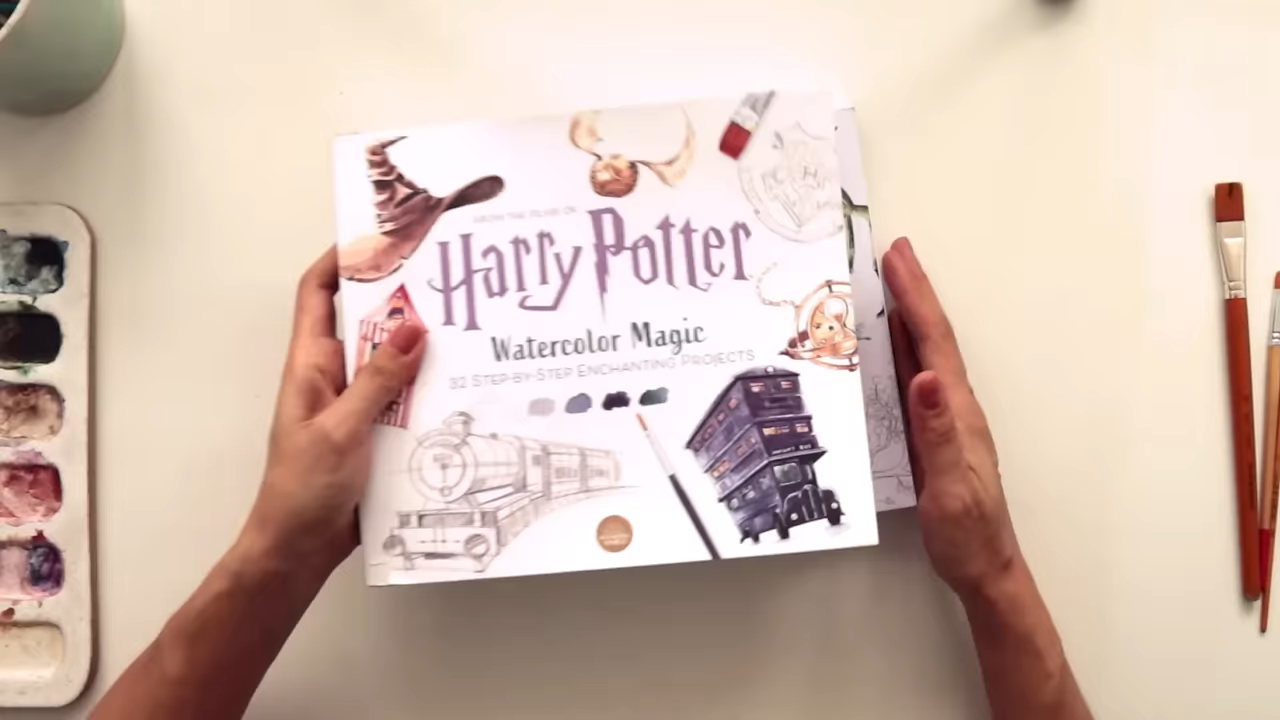 FROM THE FILMS OF
Harry Potter
Watercolor Magic
32 STEP-BY-STEP ENCHANTING PROJECTS